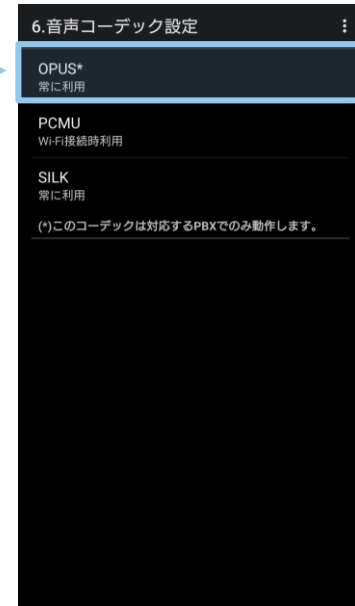 6.音声コーデック設定
OPUS*
常に利用
PCMU
Wi-Fi接続時利用
SILK
常に利用
(*)このコーデックは対応するPBXでのみ動作します。